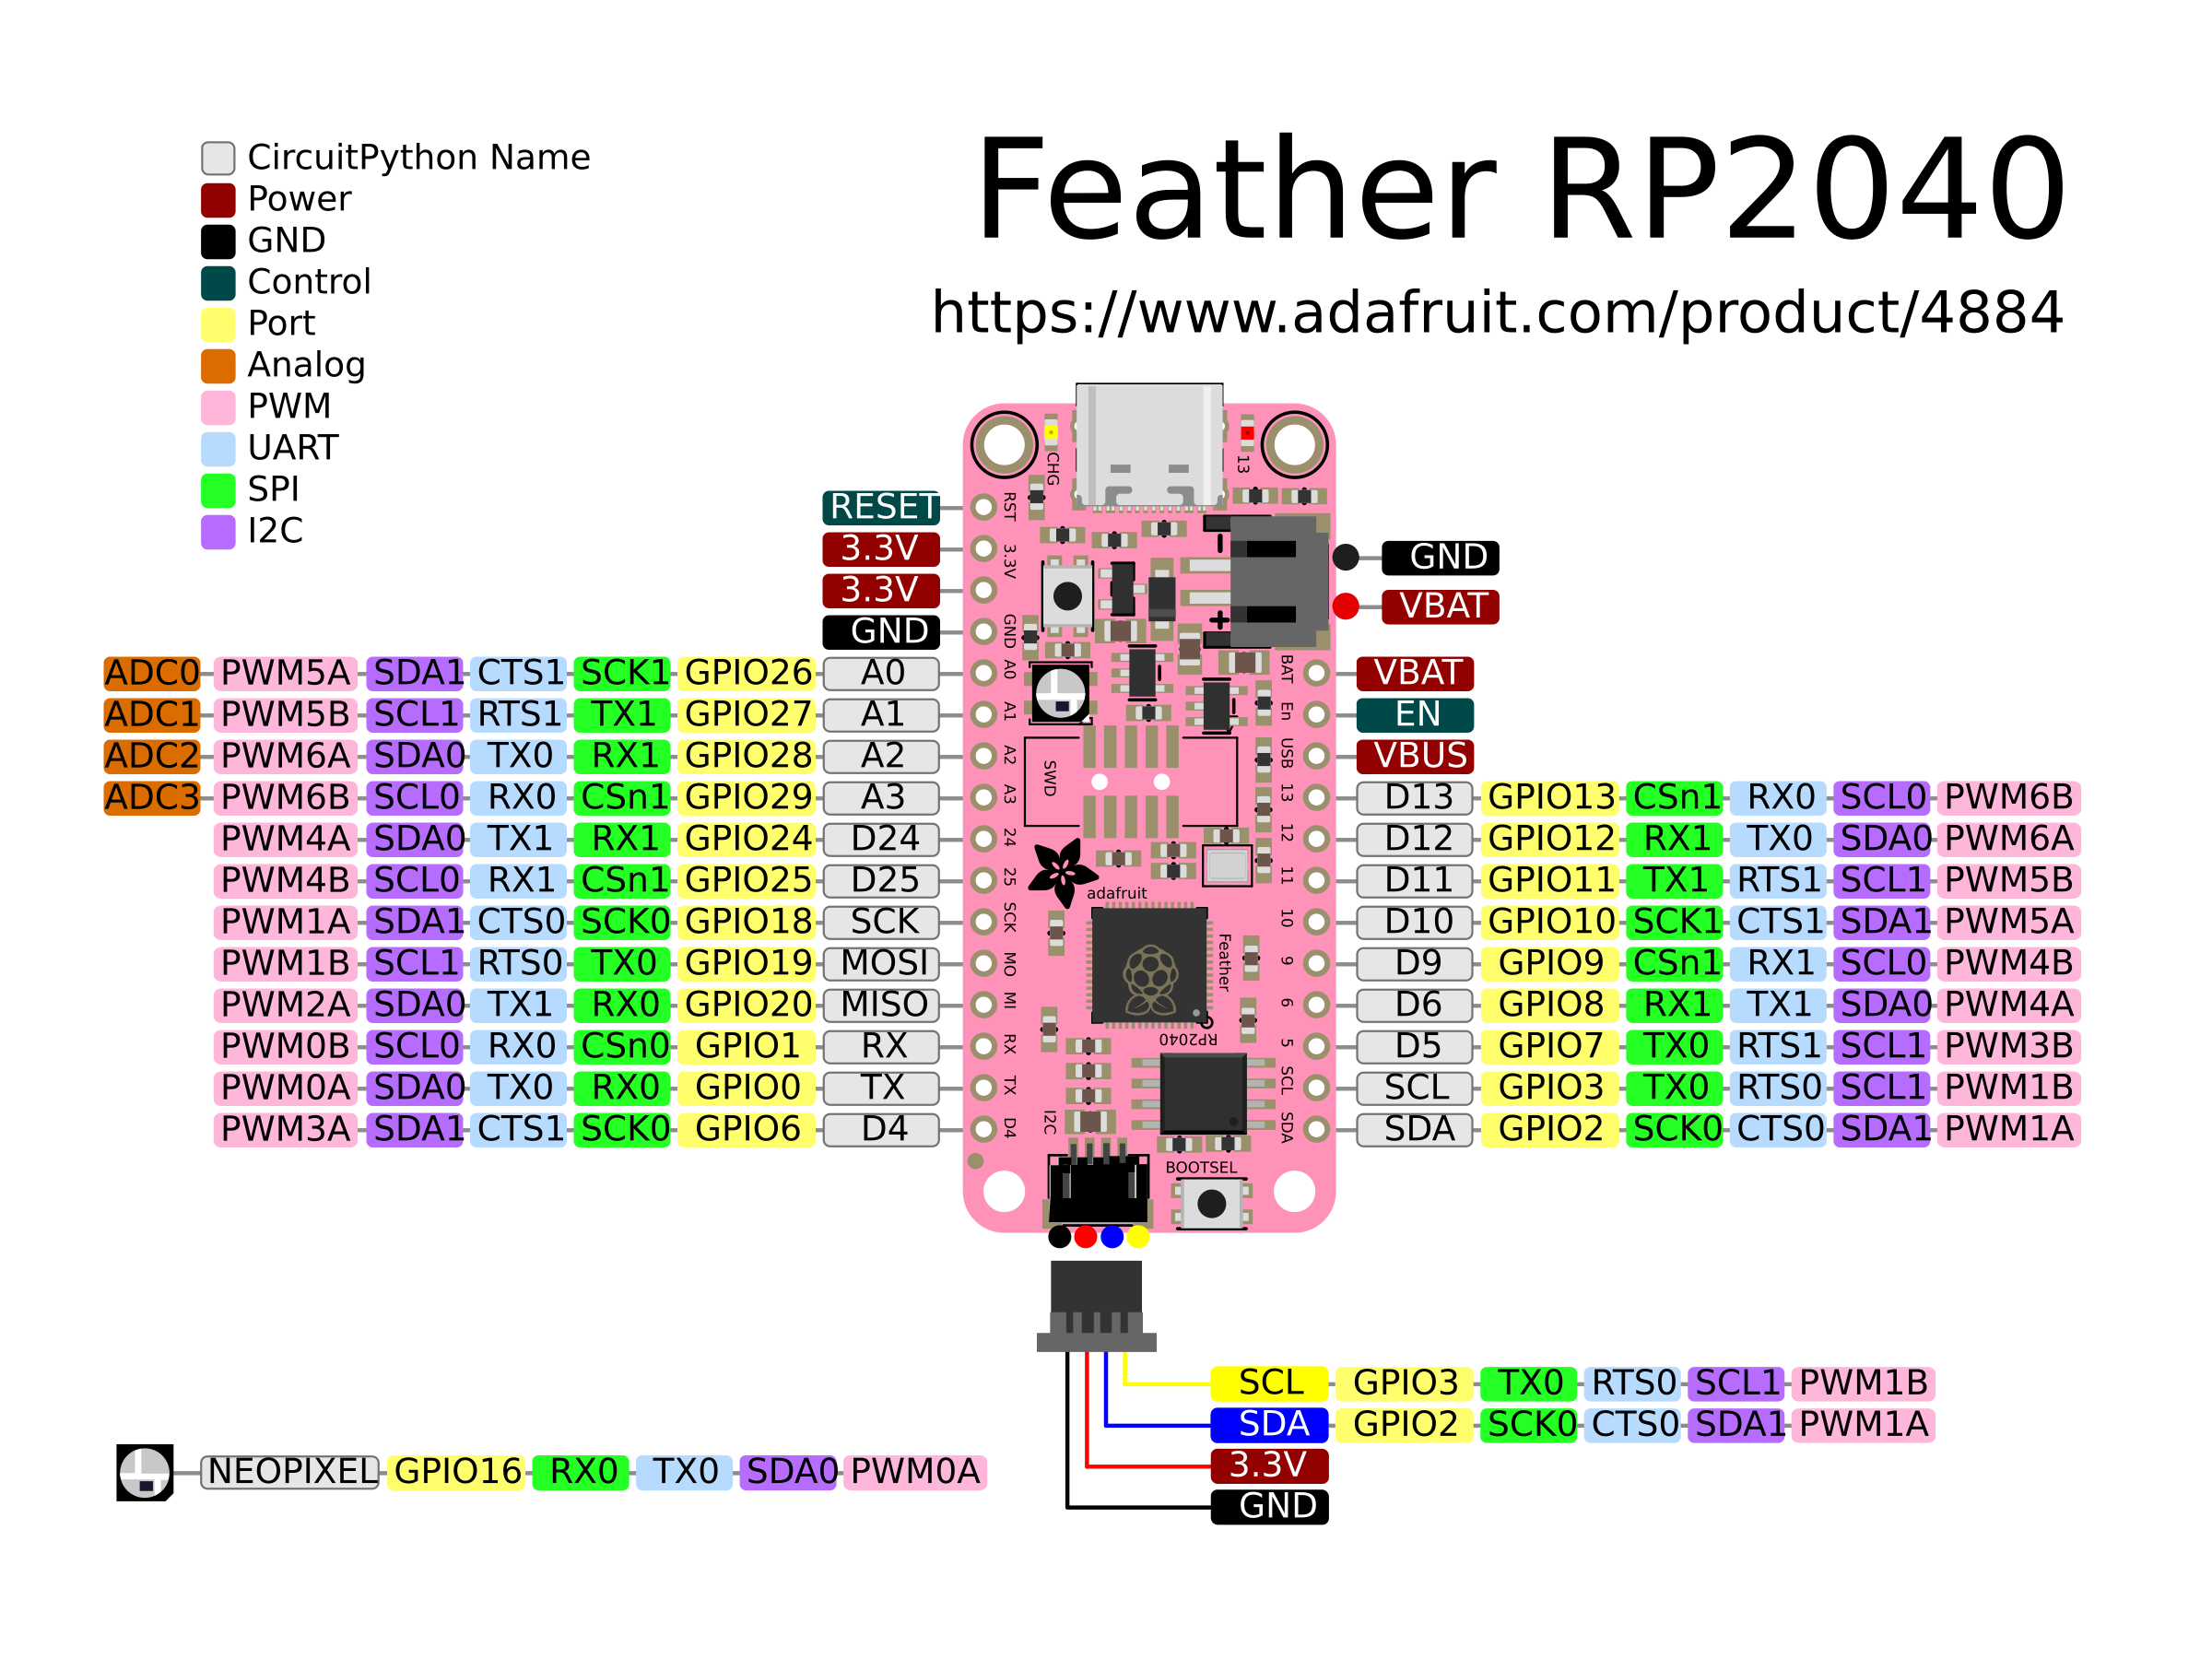 Feather RP2040
https://www.adafruit.com/product/4884
CircuitPython Name
Power
GND
Control
Port
Analog
PWM
UART
SPI
I2C
CHG
13
RESET RST
3.3V 3.3V
3.3V
GND GND
ADC0 PWM5A SDA1 CTS1 SCK1 GPIO26 A0 A0
ADC1 PWM5B SCL1 RTS1 TX1 GPIO27 A1 A1
ADC2 PWM6A SDA0 TX0 RX1 GPIO28 A2 A2
ADC3 PWM6B SCL0 RX0 CSn1 GPIO29 A3 A3
PWM4A SDA0 TX1 RX1 GPIO24 D24 24
PWM4B SCL0 RX1 CSn1 GPIO25 D25 25
PWM1A SDA1 CTS0 SCK0 GPIO18 SCK SCK
PWM1B SCL1 RTS0 TX0 GPIO19 MOSI MO
PWM2A SDA0 TX1 RX0 GPIO20 MISO MI
PWM0B SCL0 RX0 CSn0 GPIO1 RX RX
PWM0A SDA0 TX0 RX0 GPIO0 TX TX
PWM3A SDA1 CTS1 SCK0 GPIO6 D4 D4
- GND
+ VBAT
BAT VBAT
En EN
USB VBUS
13 D13 GPIO13 CSn1 RX0 SCL0 PWM6B
12 D12 GPIO12 RX1 TX0 SDA0 PWM6A
11 D11 GPIO11 TX1 RTS1 SCL1 PWM5B
10 D10 GPIO10 SCK1 CTS1 SDA1 PWM5A
9 D9 GPIO9 CSn1 RX1 SCL0 PWM4B
6 D6 GPIO8 RX1 TX1 SDA0 PWM4A
5 D5 GPIO7 TX0 RTS1 SCL1 PWM3B
SCL SCL GPIO3 TX0 RTS0 SCL1 PWM1B
SDA SDA GPIO2 SCK0 CTS0 SDA1 PWM1A
SWD
adafruit
Feather
RP2040
I2C
BOOTSEL
SCL GPIO3 TX0 RTS0 SCL1 PWM1B
SDA GPIO2 SCK0 CTS0 SDA1 PWM1A
3.3V
GND
NEOPIXEL GPIO16 RX0 TX0 SDA0 PWM0A